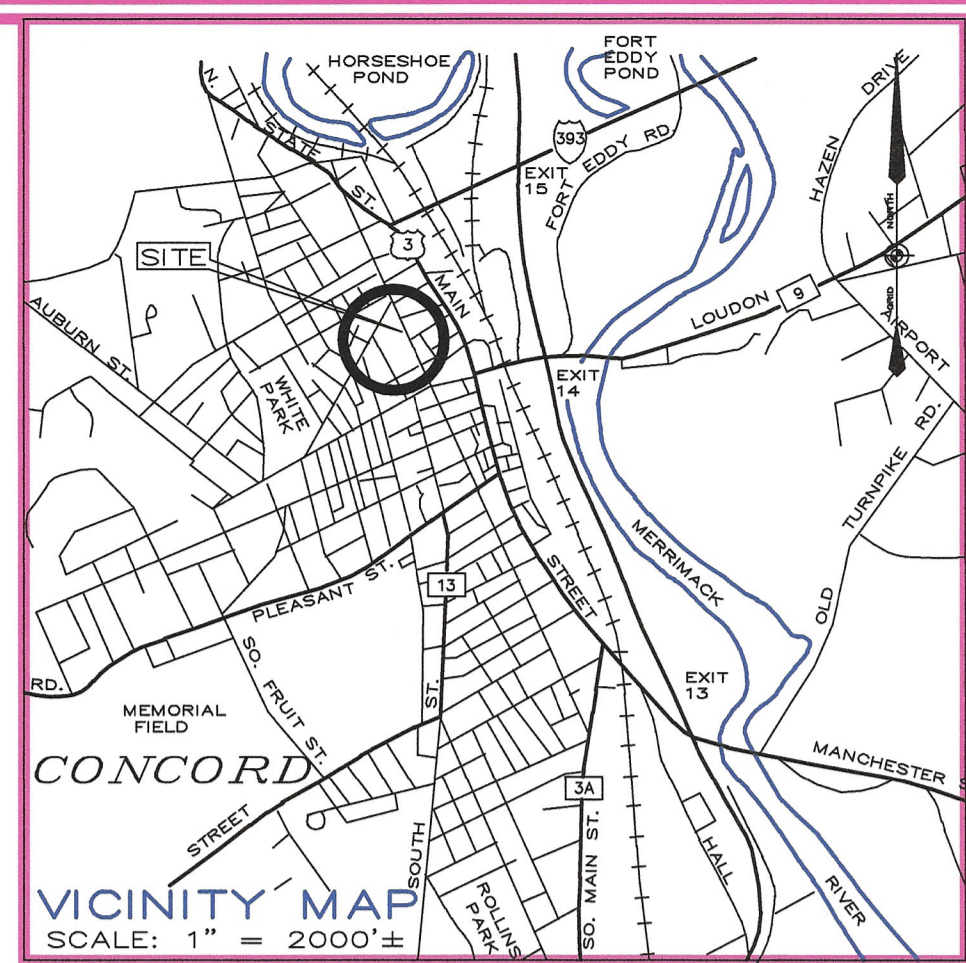 HORSESHOE
POND
FORT
EDDY
POND
N.
STATE
ST.
393
EXIT
15
FORT EDDY RD.
HAZEN DRIVE
NORTH
GRID
3
MAIN
SITE
LOUDON
9
AIRPORT
AUBURN ST.
WHITE
PARK
EXIT
14
TURNPIKE RD.
OLD
MERRIMACK
STREET
13
PLEASANT ST.
SO. FRUIT ST.
RD.
MEMORIAL
FIELD
ST.
EXIT
13
CONCORD
MANCHESTER S
3A
STREET
SOUTH
SO. MAIN ST.
HALL
ROLLINS
PARK
RIVER
VICINITY MAP
SCALE: 1" = 2000'±